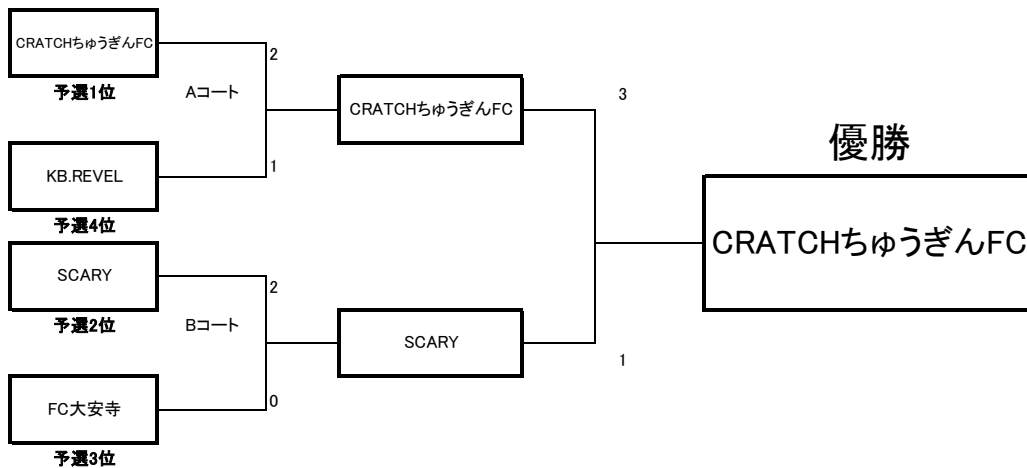 CRATCHちゅうぎんFC
予選1位
2
Aコート
1
KB.REVEL
予選4位
CRATCHちゅうぎんFC
3
SCARY
予選2位
2
Bコート
0
FC大安寺
予選3位
SCARY
1
優勝
CRATCHちゅうぎんFC